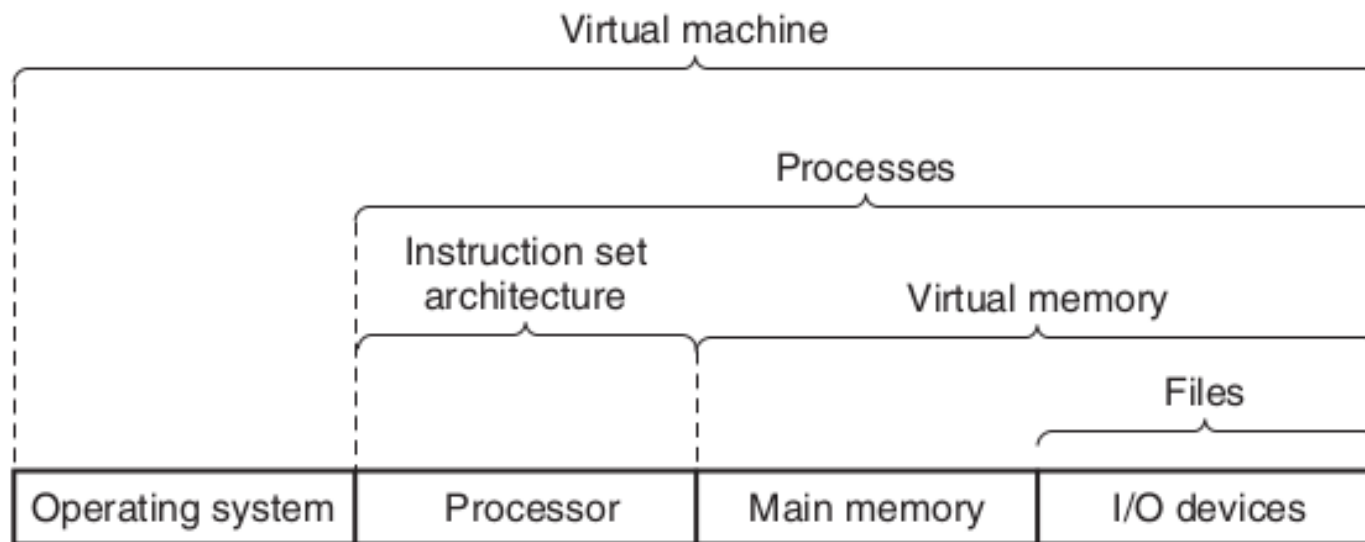 Virtual machine
Processes
Instruction set
architecture
Virtual memory
Files
Operating system
Processor
Main memory
I/O devices